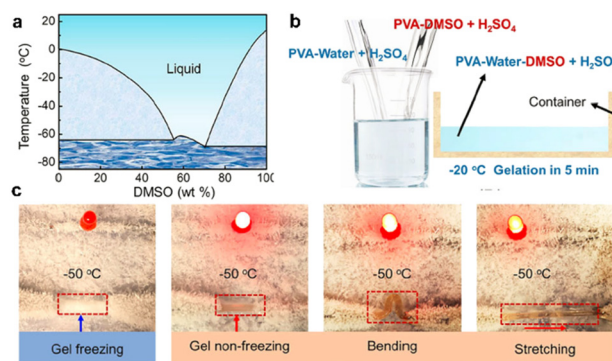 a
Temperature (°C)
20
0
-20
-40
-60
-80
Liquid
0 20 40 60 80 100
DMSO (wt %)
b
PVA-DMSO + H2SO4
PVA-Water + H2SO4
PVA-Water-DMSO + H2SO
Container
-20 °C Gelation in 5 min
c
-50 °C
Gel freezing
-50 °C
Gel non-freezing
-50 °C
Bending
-50 °C
Stretching